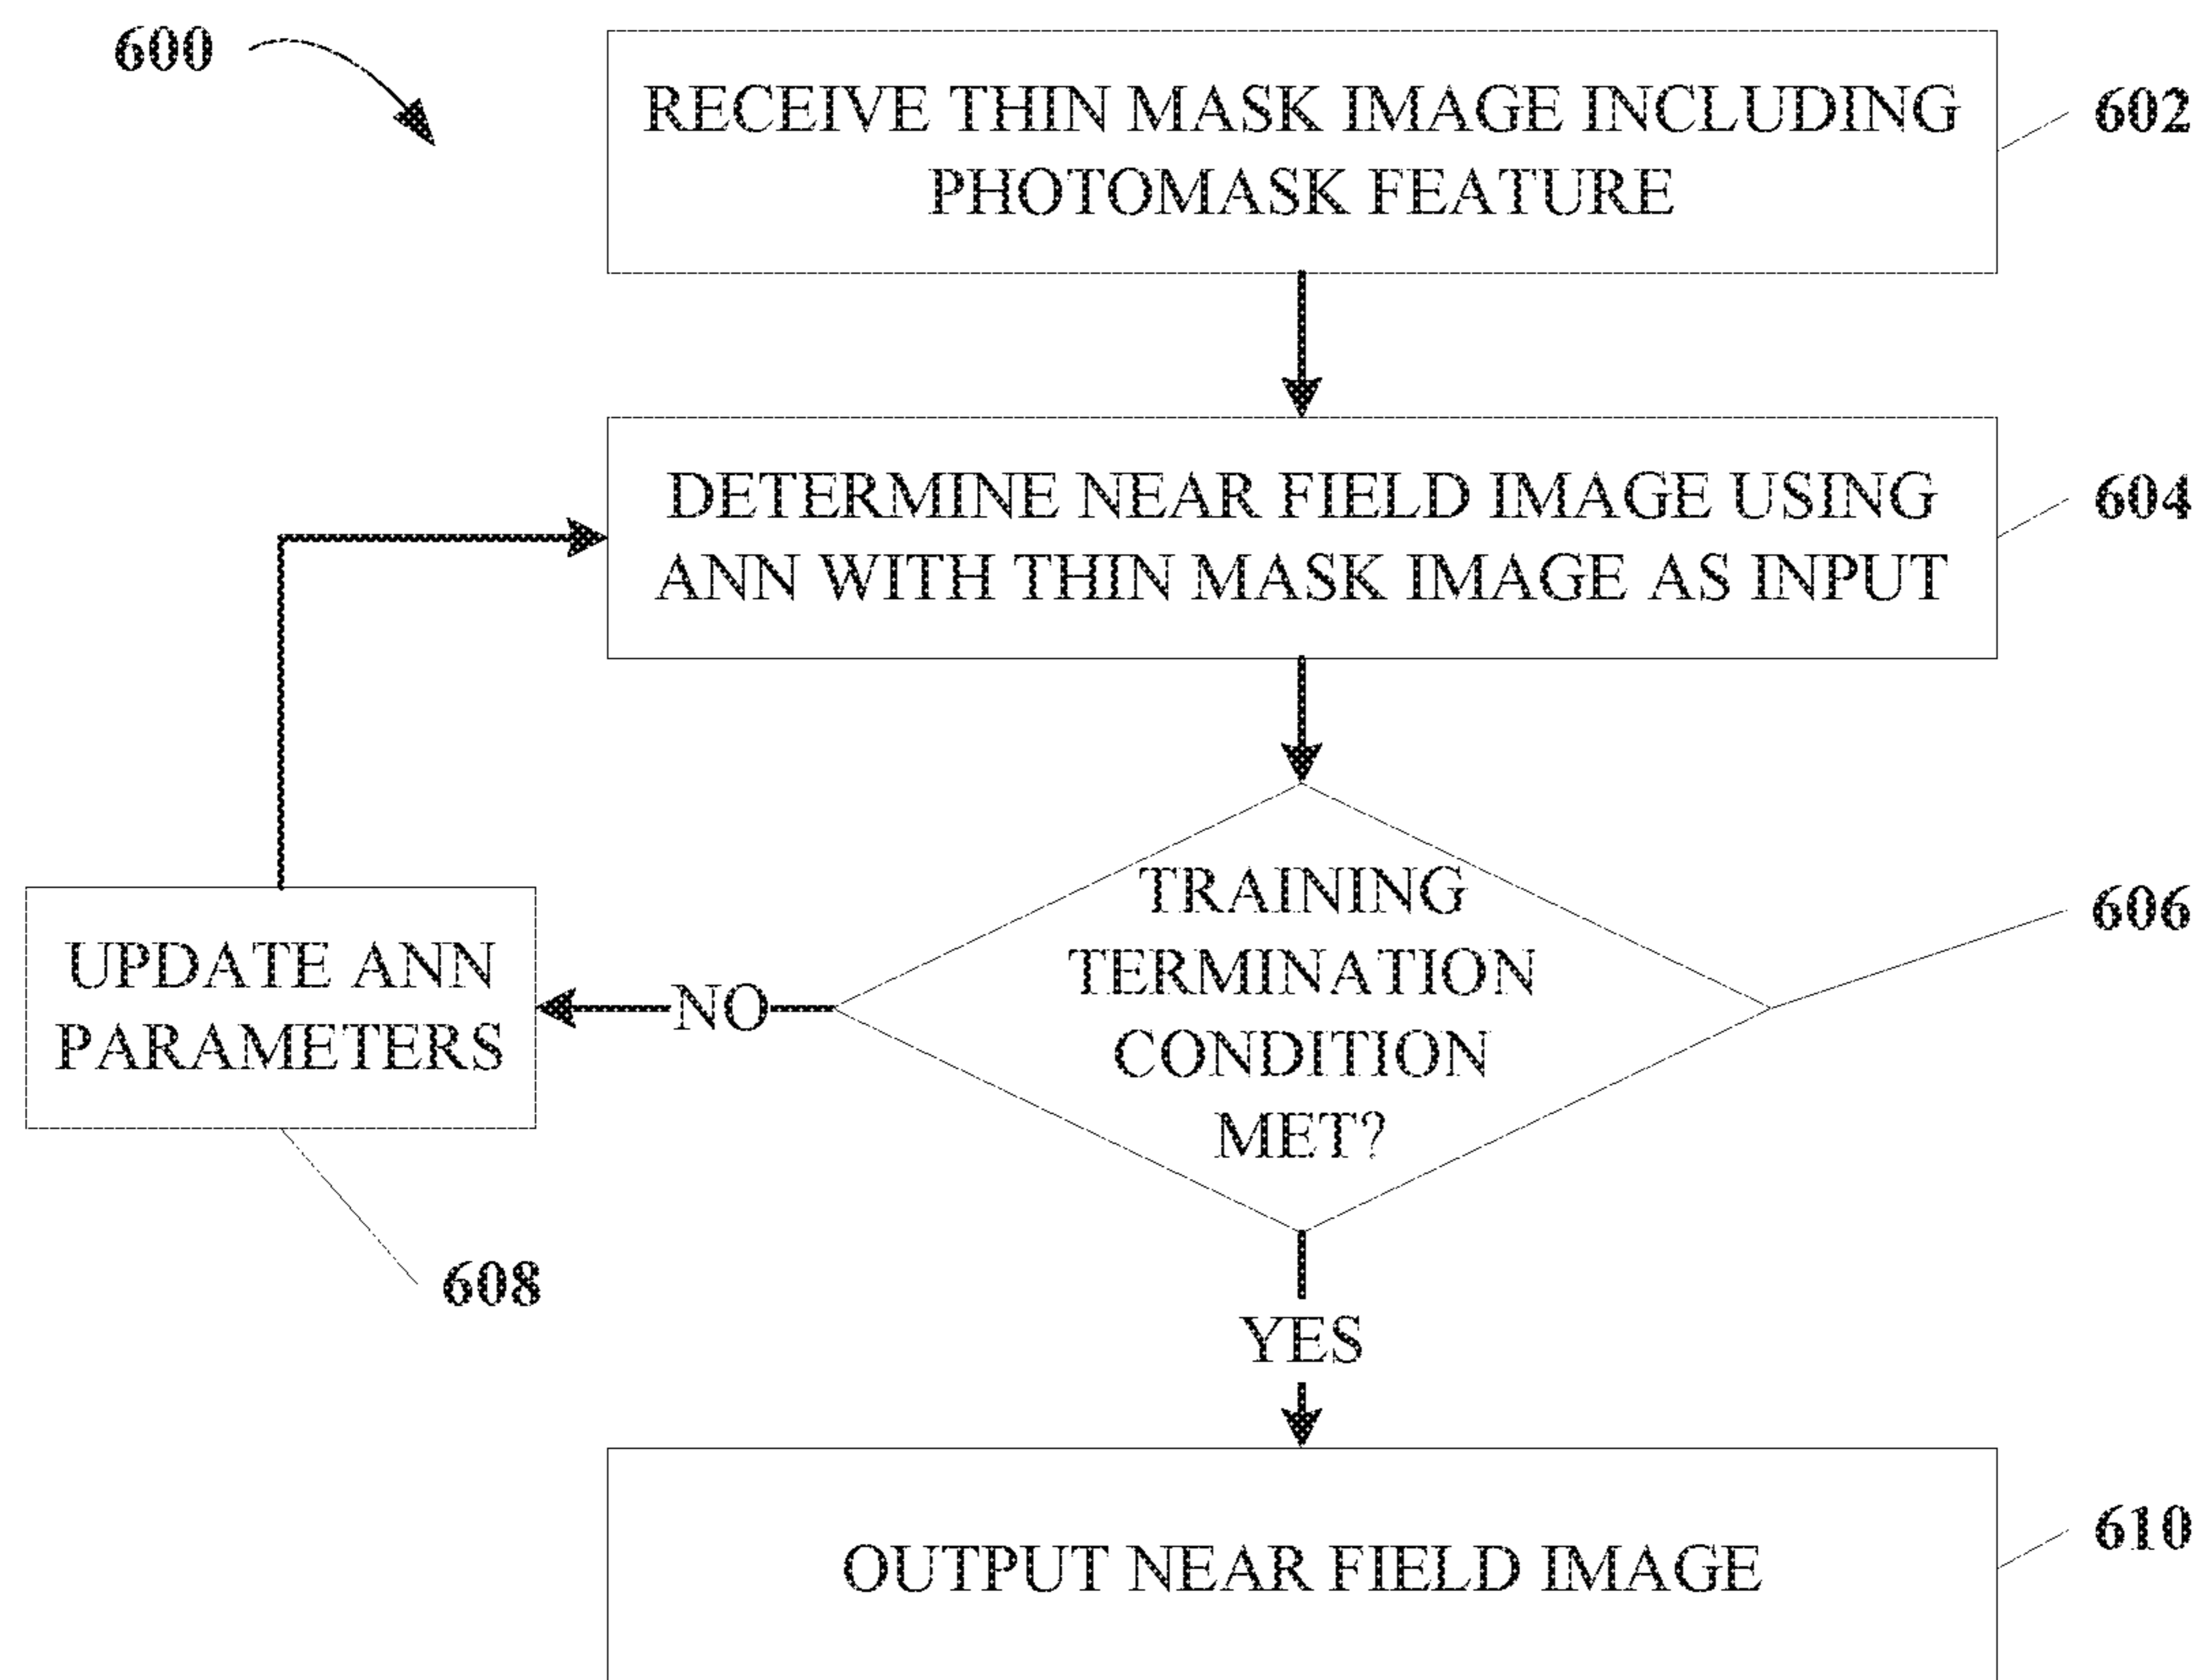 600
RECEIVE THIN MASK IMAGE INCLUDING
PHOTOMASK FEATURE
602
DETERMINE NEAR FIELD IMAGE USING
ANN WITH THIN MASK IMAGE AS INPUT
604
TRAINING
TERMINATION
CONDITION
MET?
606
NO
UPDATE ANN
PARAMETERS
608
YES
OUTPUT NEAR FIELD IMAGE
610